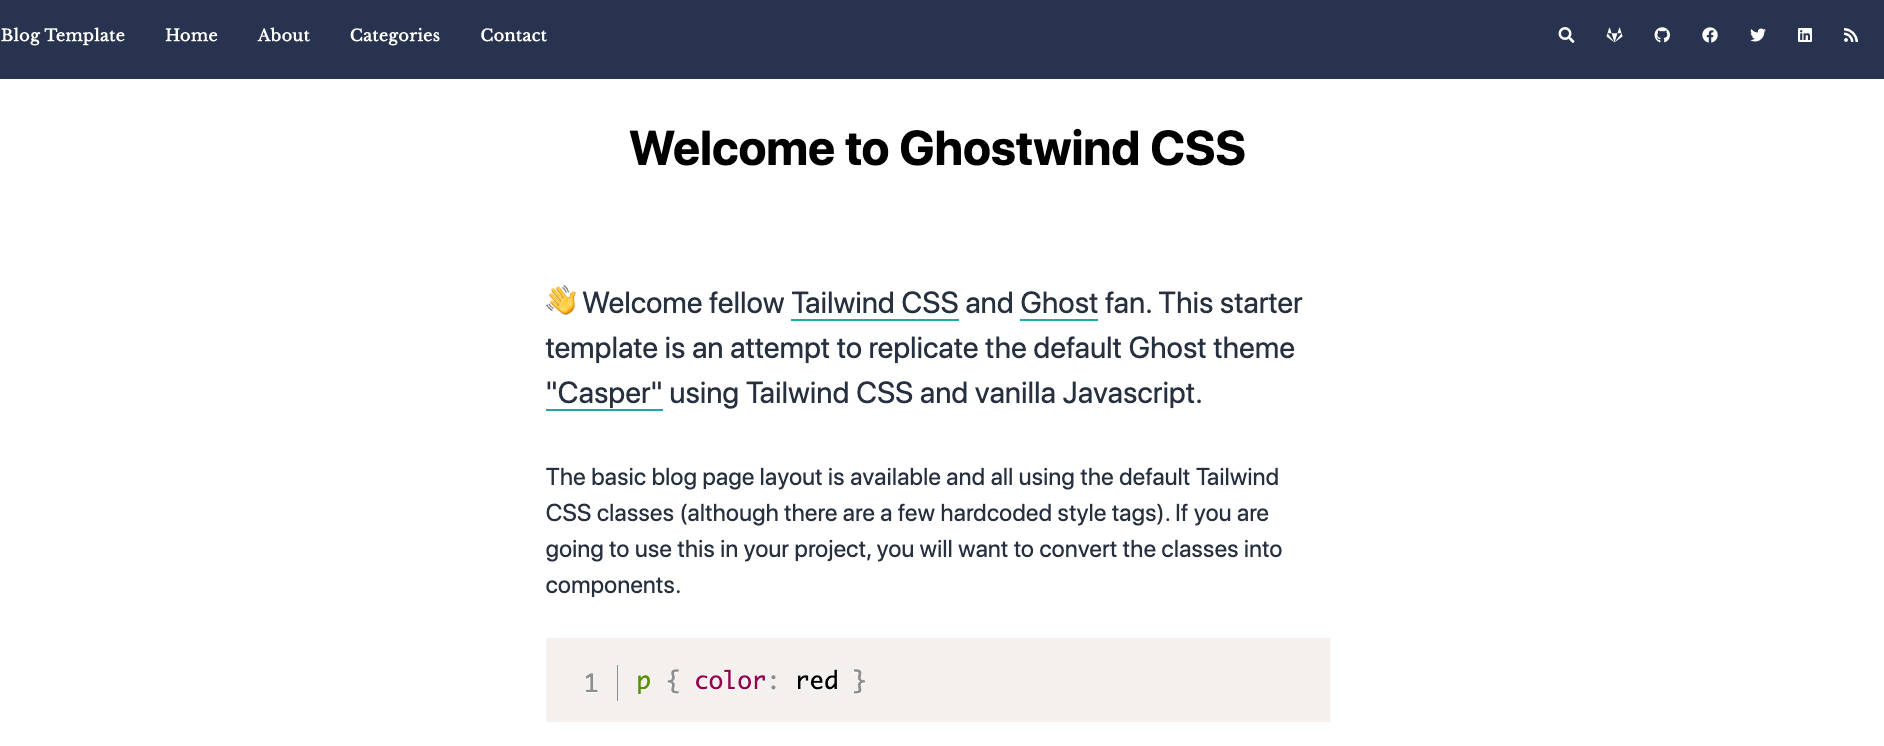 Blog Template Home About Categories Contact
Welcome to Ghostwind CSS
👋 Welcome fellow Tailwind CSS and Ghost fan. This starter
template is an attempt to replicate the default Ghost theme
"Casper" using Tailwind CSS and vanilla Javascript.
The basic blog page layout is available and all using the default Tailwind
CSS classes (although there are a few hardcoded style tags). If you are
going to use this in your project, you will want to convert the classes into
components.
1 p { color: red }